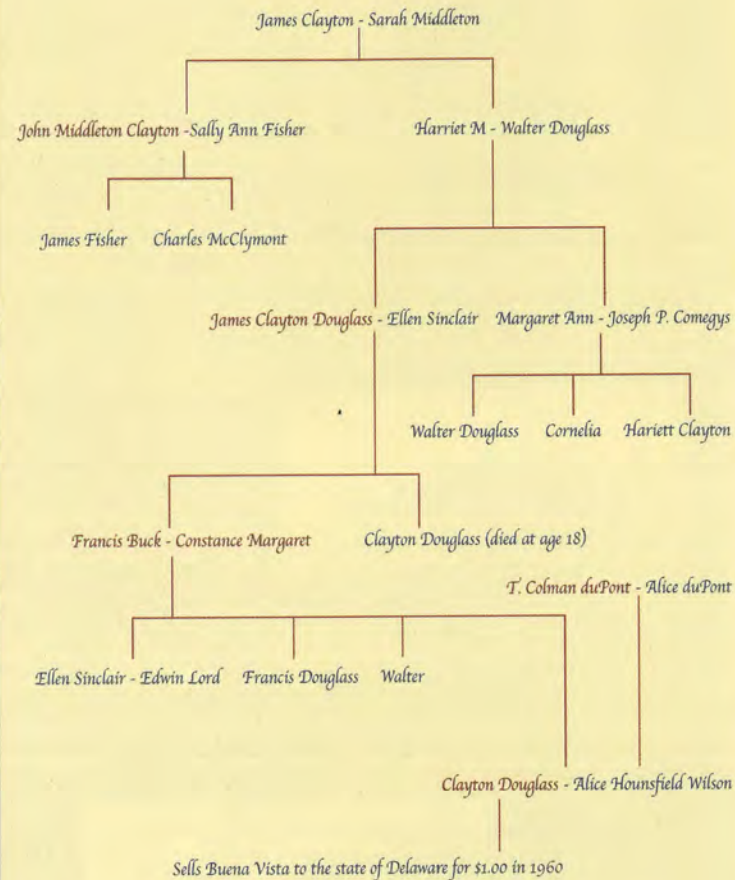 James Clayton - Sarah Middleton
John Middleton Clayton -Sally Ann Fisher
Harriet M - Walter Douglass
James Fisher
Charles McClymont
James Clayton Douglass - Ellen Sinclair
Margaret Ann - Joseph P. Comegys
Walter Douglass
Cornelia
Hariett Clayton
Francis Buck - Constance Margaret
Clayton Douglass (died at age 18)
T. Colman duPont - Alice duPont
Ellen Sinclair - Edwin Lord
Francis Douglass
Walter
Clayton Douglass - Alice Hounsfield Wilson
Sells Buena Vista to the state of Delaware for $1.00 in 1960